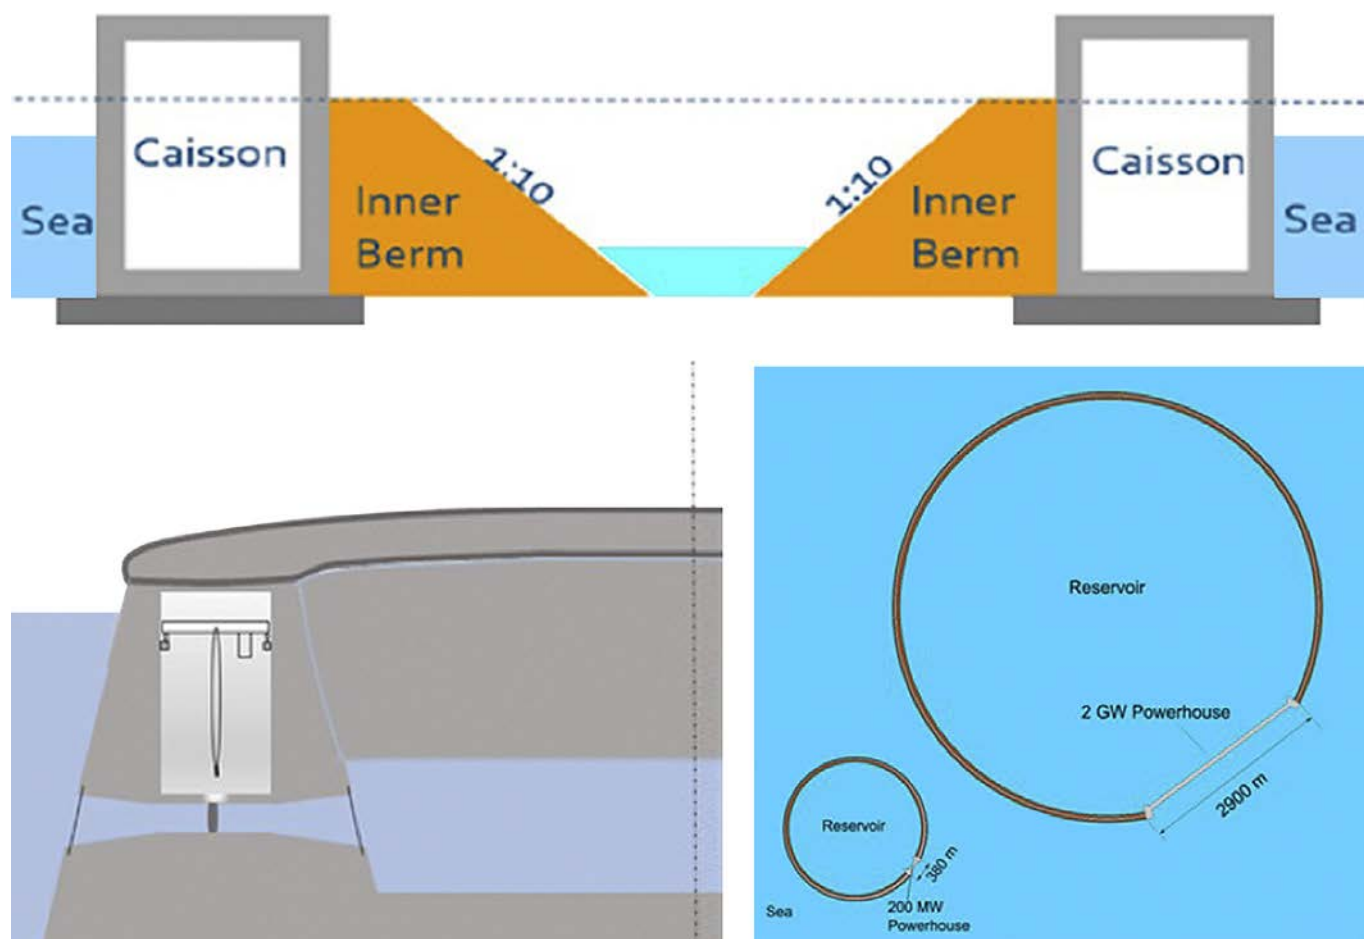 Caisson
1:10
1:10
Caisson
Sea
Inner
Berm
Inner
Berm
Sea
Reservoir
2 GW Powerhouse
2900 m
Reservoir
380 m
200 MW
Powerhouse
Sea